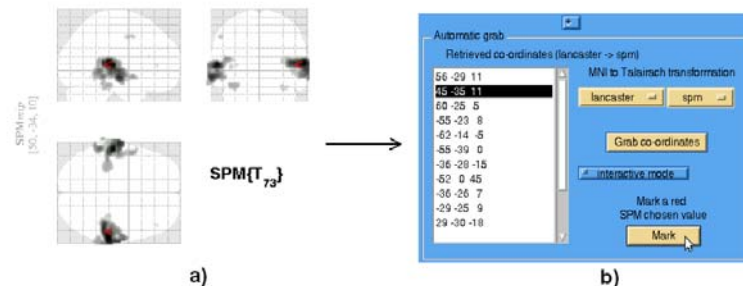 SPMmip
[50, -34, 10]
SPM{T73}
a)
Automatic grab
Retrieved co-ordinates (lancaster -> spm)
56 -29 11
45 -35 11
60 -25 5
-55 -23 8
-62 -14 -5
-55 -39 0
-36 -28 -15
-52 0 45
-36 -26 7
-29 -25 9
29 -30 -18
MNI to Talairach transformation
lancaster
spm
Grab co-ordinates
interactive mode
Mark a red
SPM chosen value
Mark
b)